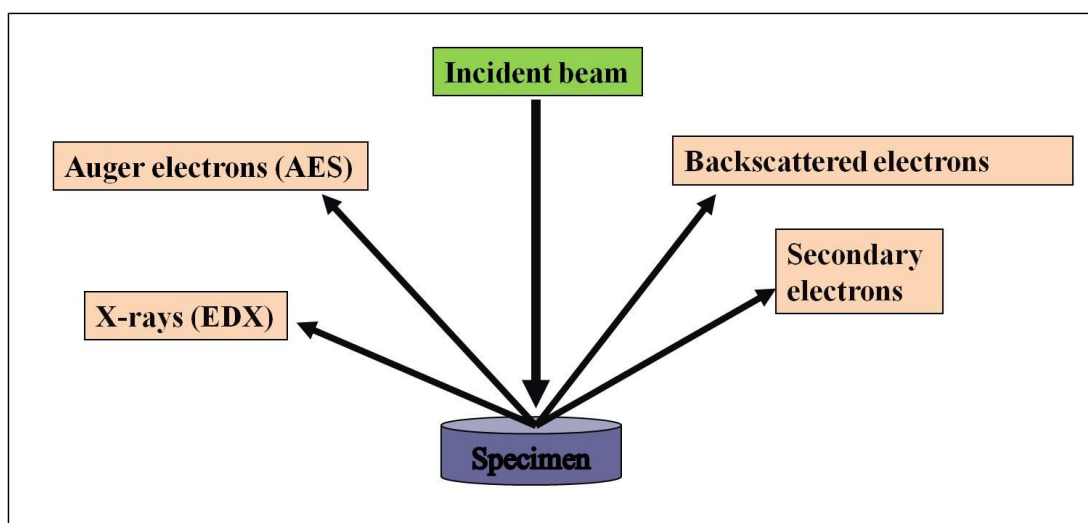 Incident beam
Auger electrons (AES)
Backscattered electrons
Secondary
electrons
X-rays (EDX)
Specimen